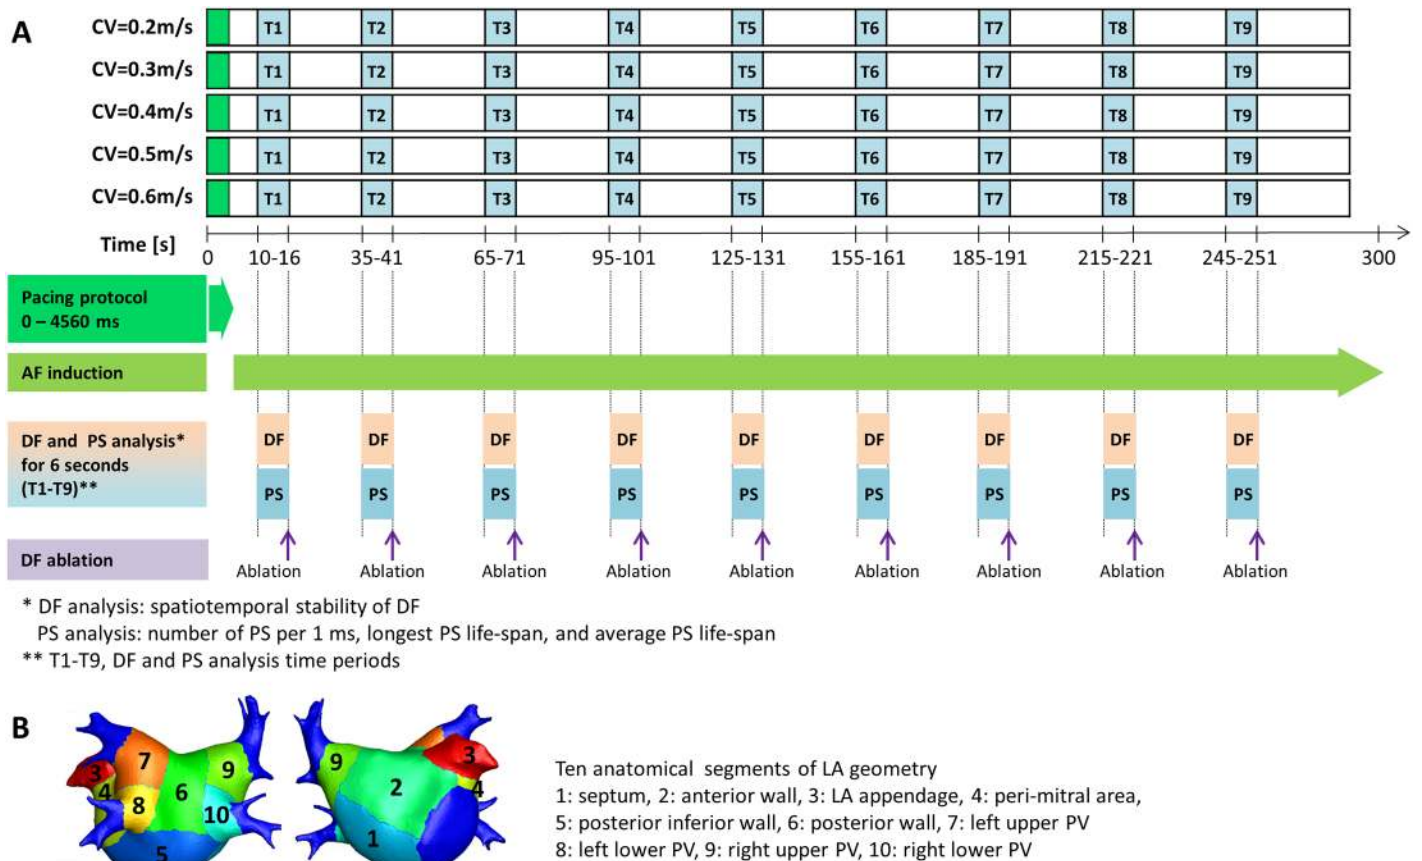 A
CV=0.2m/s T1 T2 T3 T4 T5 T6 T7 T8 T9
CV=0.3m/s T1 T2 T3 T4 T5 T6 T7 T8 T9
CV=0.4m/s T1 T2 T3 T4 T5 T6 T7 T8 T9
CV=0.5m/s T1 T2 T3 T4 T5 T6 T7 T8 T9
CV=0.6m/s T1 T2 T3 T4 T5 T6 T7 T8 T9
Time [s] 0 10-16 35-41 65-71 95-101 125-131 155-161 185-191 215-221 245-251 300
Pacing protocol
0 – 4560 ms
AF induction
DF and PS analysis*
for 6 seconds
(T1-T9)**
DF DF DF DF DF DF DF DF DF
PS PS PS PS PS PS PS PS PS
DF ablation
Ablation Ablation Ablation Ablation Ablation Ablation Ablation Ablation Ablation
* DF analysis: spatiotemporal stability of DF
PS analysis: number of PS per 1 ms, longest PS life-span, and average PS life-span
** T1-T9, DF and PS analysis time periods
B
3 4 7 8 6 9 10 5
9 2 3 4 1
Ten anatomical segments of LA geometry
1: septum, 2: anterior wall, 3: LA appendage, 4: peri-mitral area,
5: posterior inferior wall, 6: posterior wall, 7: left upper PV
8: left lower PV, 9: right upper PV, 10: right lower PV